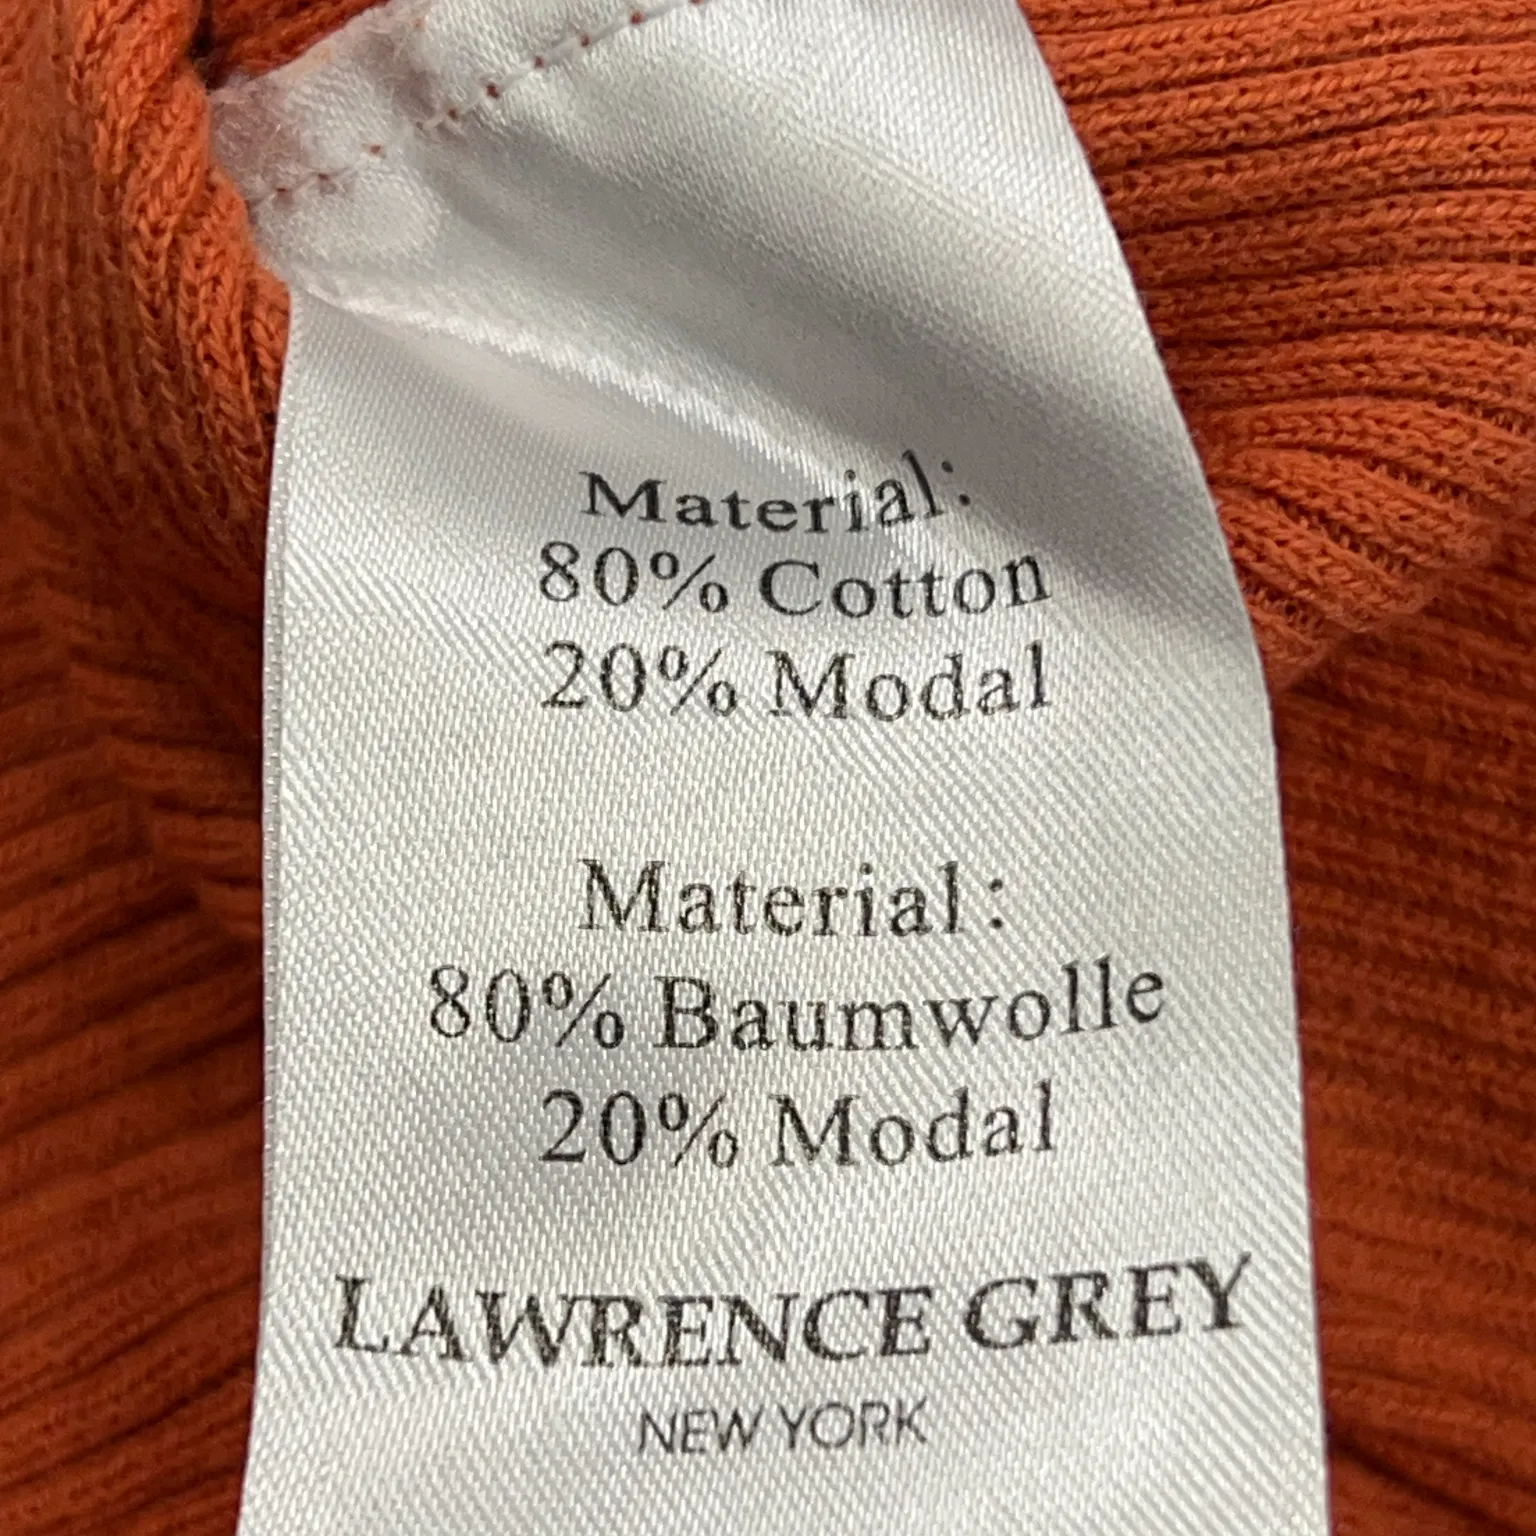 Material:
80% Cotton
20% Modal
Material:
80% Baumwolle
20% Modal
LAWRENCE GREY
NEW YORK